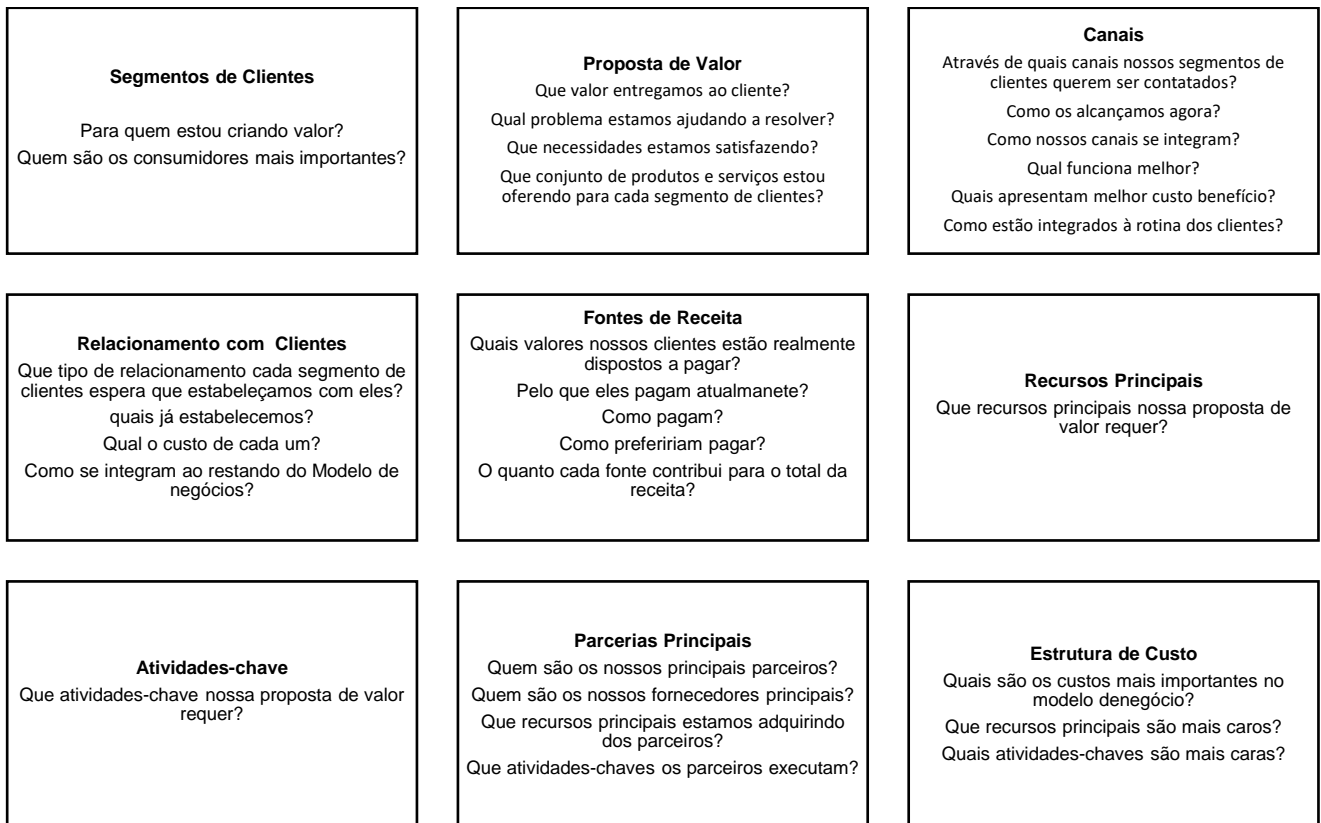 Segmentos de Clientes
Para quem estou criando valor?
Quem são os consumidores mais importantes?
Proposta de Valor
Que valor entregamos ao cliente?
Qual problema estamos ajudando a resolver?
Que necessidades estamos satisfazendo?
Que conjunto de produtos e serviços estou
oferendo para cada segmento de clientes?
Canais
Através de quais canais nossos segmentos de
clientes querem ser contatados?
Como os alcançamos agora?
Como nossos canais se integram?
Qual funciona melhor?
Quais apresentam melhor custo benefício?
Como estão integrados à rotina dos clientes?
Relacionamento com Clientes
Que tipo de relacionamento cada segmento de
clientes espera que estabeleçamos com eles?
quais já estabelecemos?
Qual o custo de cada um?
Como se integram ao restando do Modelo de
negócios?
Fontes de Receita
Quais valores nossos clientes estão realmente
dispostos a pagar?
Pelo que eles pagam atualmanete?
Como pagam?
Como prefeririam pagar?
O quanto cada fonte contribui para o total da
receita?
Recursos Principais
Que recursos principais nossa proposta de
valor requer?
Atividades-chave
Que atividades-chave nossa proposta de valor
requer?
Parcerias Principais
Quem são os nossos principais parceiros?
Quem são os nossos fornecedores principais?
Que recursos principais estamos adquirindo
dos parceiros?
Que atividades-chaves os parceiros executam?
Estrutura de Custo
Quais são os custos mais importantes no
modelo denegócio?
Que recursos principais são mais caros?
Quais atividades-chaves são mais caras?